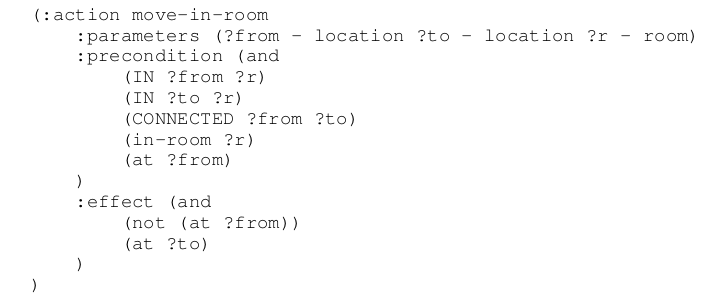 (:action move-in-room
:parameters (?from - location ?to - location ?r - room)
:precondition (and
(IN ?from ?r)
(IN ?to ?r)
(CONNECTED ?from ?to)
(in-room ?r)
(at ?from)
)
:effect (and
(not (at ?from))
(at ?to)
)
)